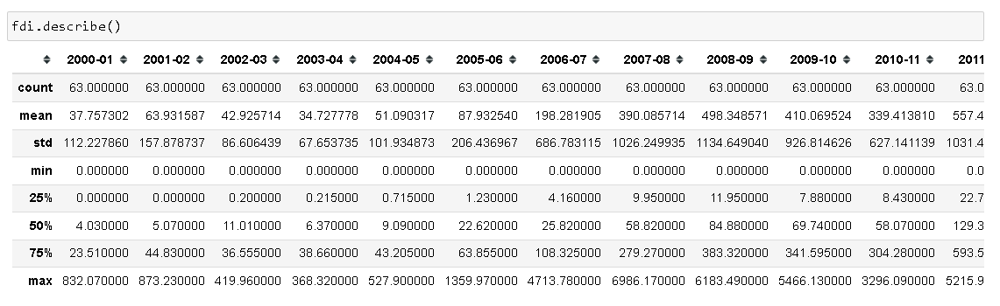 fdi.describe()
2000-01 2001-02 2002-03 2003-04 2004-05 2005-06 2006-07 2007-08 2008-09 2009-10 2010-11 2011
count 63.000000 63.000000 63.000000 63.000000 63.000000 63.000000 63.000000 63.000000 63.000000 63.000000 63.000000 63.0
mean 37.757302 63.931587 42.925714 34.727778 51.090317 87.932540 198.281905 390.085714 498.348571 410.069524 339.413810 557.4
std 112.227860 157.878737 86.606439 67.653735 101.934873 206.436967 686.783115 1026.249935 1134.649040 926.814626 627.141139 1031.4
min 0.000000 0.000000 0.000000 0.000000 0.000000 0.000000 0.000000 0.000000 0.000000 0.000000 0.000000 0.0
25% 0.000000 0.000000 0.200000 0.215000 0.715000 1.230000 4.160000 9.950000 11.950000 7.880000 8.430000 22.7
50% 4.030000 5.070000 11.010000 6.370000 9.090000 22.620000 25.820000 58.820000 84.880000 69.740000 58.070000 129.3
75% 23.510000 44.830000 36.555000 38.660000 43.205000 63.855000 108.325000 279.270000 383.320000 341.595000 304.280000 593.5
max 832.070000 873.230000 419.960000 368.320000 527.900000 1359.970000 4713.780000 6986.170000 6183.490000 5466.130000 3296.090000 5215.9